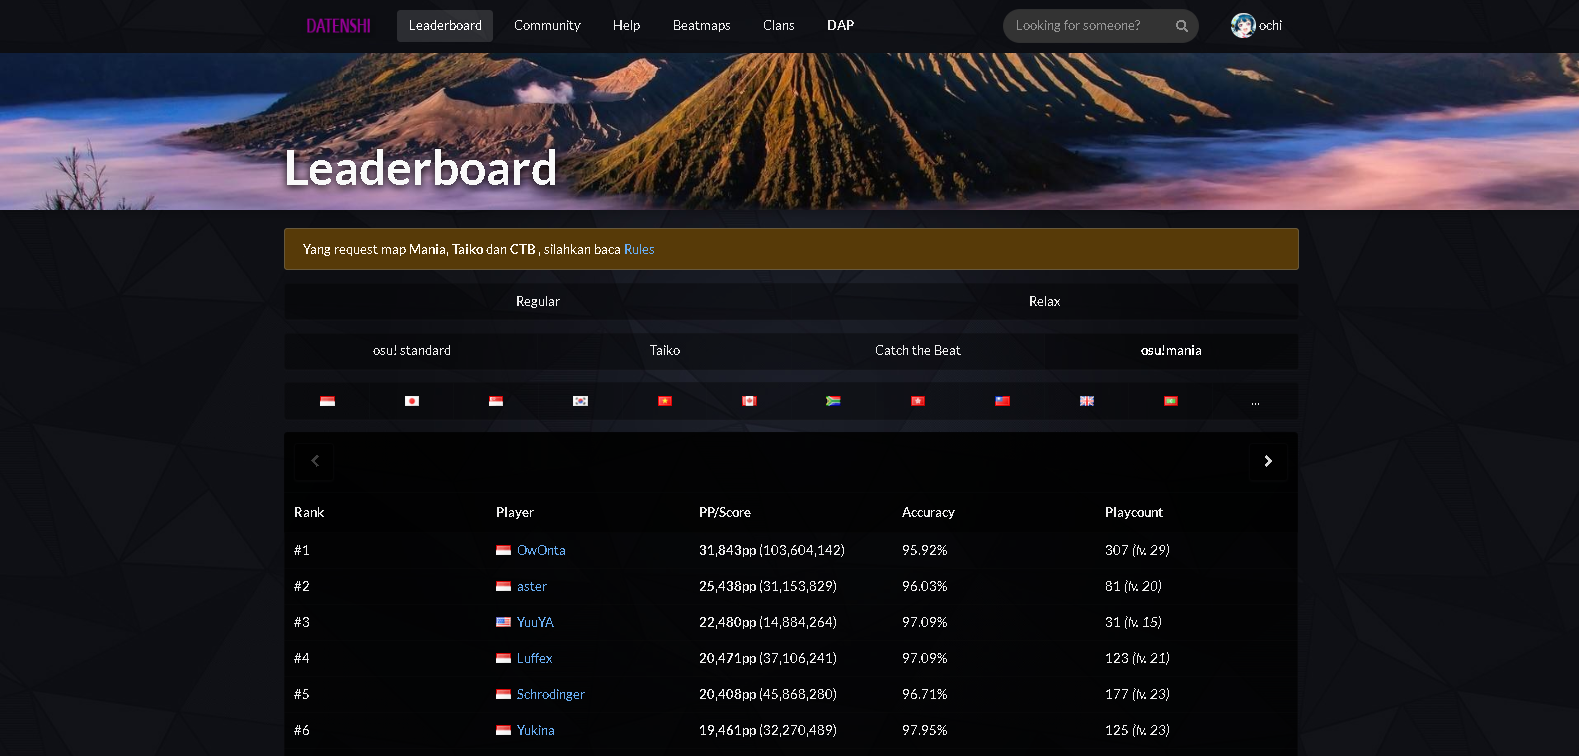 DATENSHI Leaderboard Community Help Beatmaps Clans DAP Looking for someone? ochi
Leaderboard
Yang request map Mania, Taiko dan CTB , silahkan baca Rules
Regular Relax
osu! standard Taiko Catch the Beat osu!mania
...
Rank Player PP/Score Accuracy Playcount
#1 OwOnta 31,843pp (103,604,142) 95.92% 307 (lv. 29)
#2 aster 25,438pp (31,153,829) 96.03% 81 (lv. 20)
#3 YuuYA 22,480pp (14,884,264) 97.09% 31 (lv. 15)
#4 Luffex 20,471pp (37,106,241) 97.09% 123 (lv. 21)
#5 Schrodinger 20,408pp (45,868,280) 96.71% 177 (lv. 23)
#6 Yukina 19,461pp (32,270,489) 97.95% 125 (lv. 23)